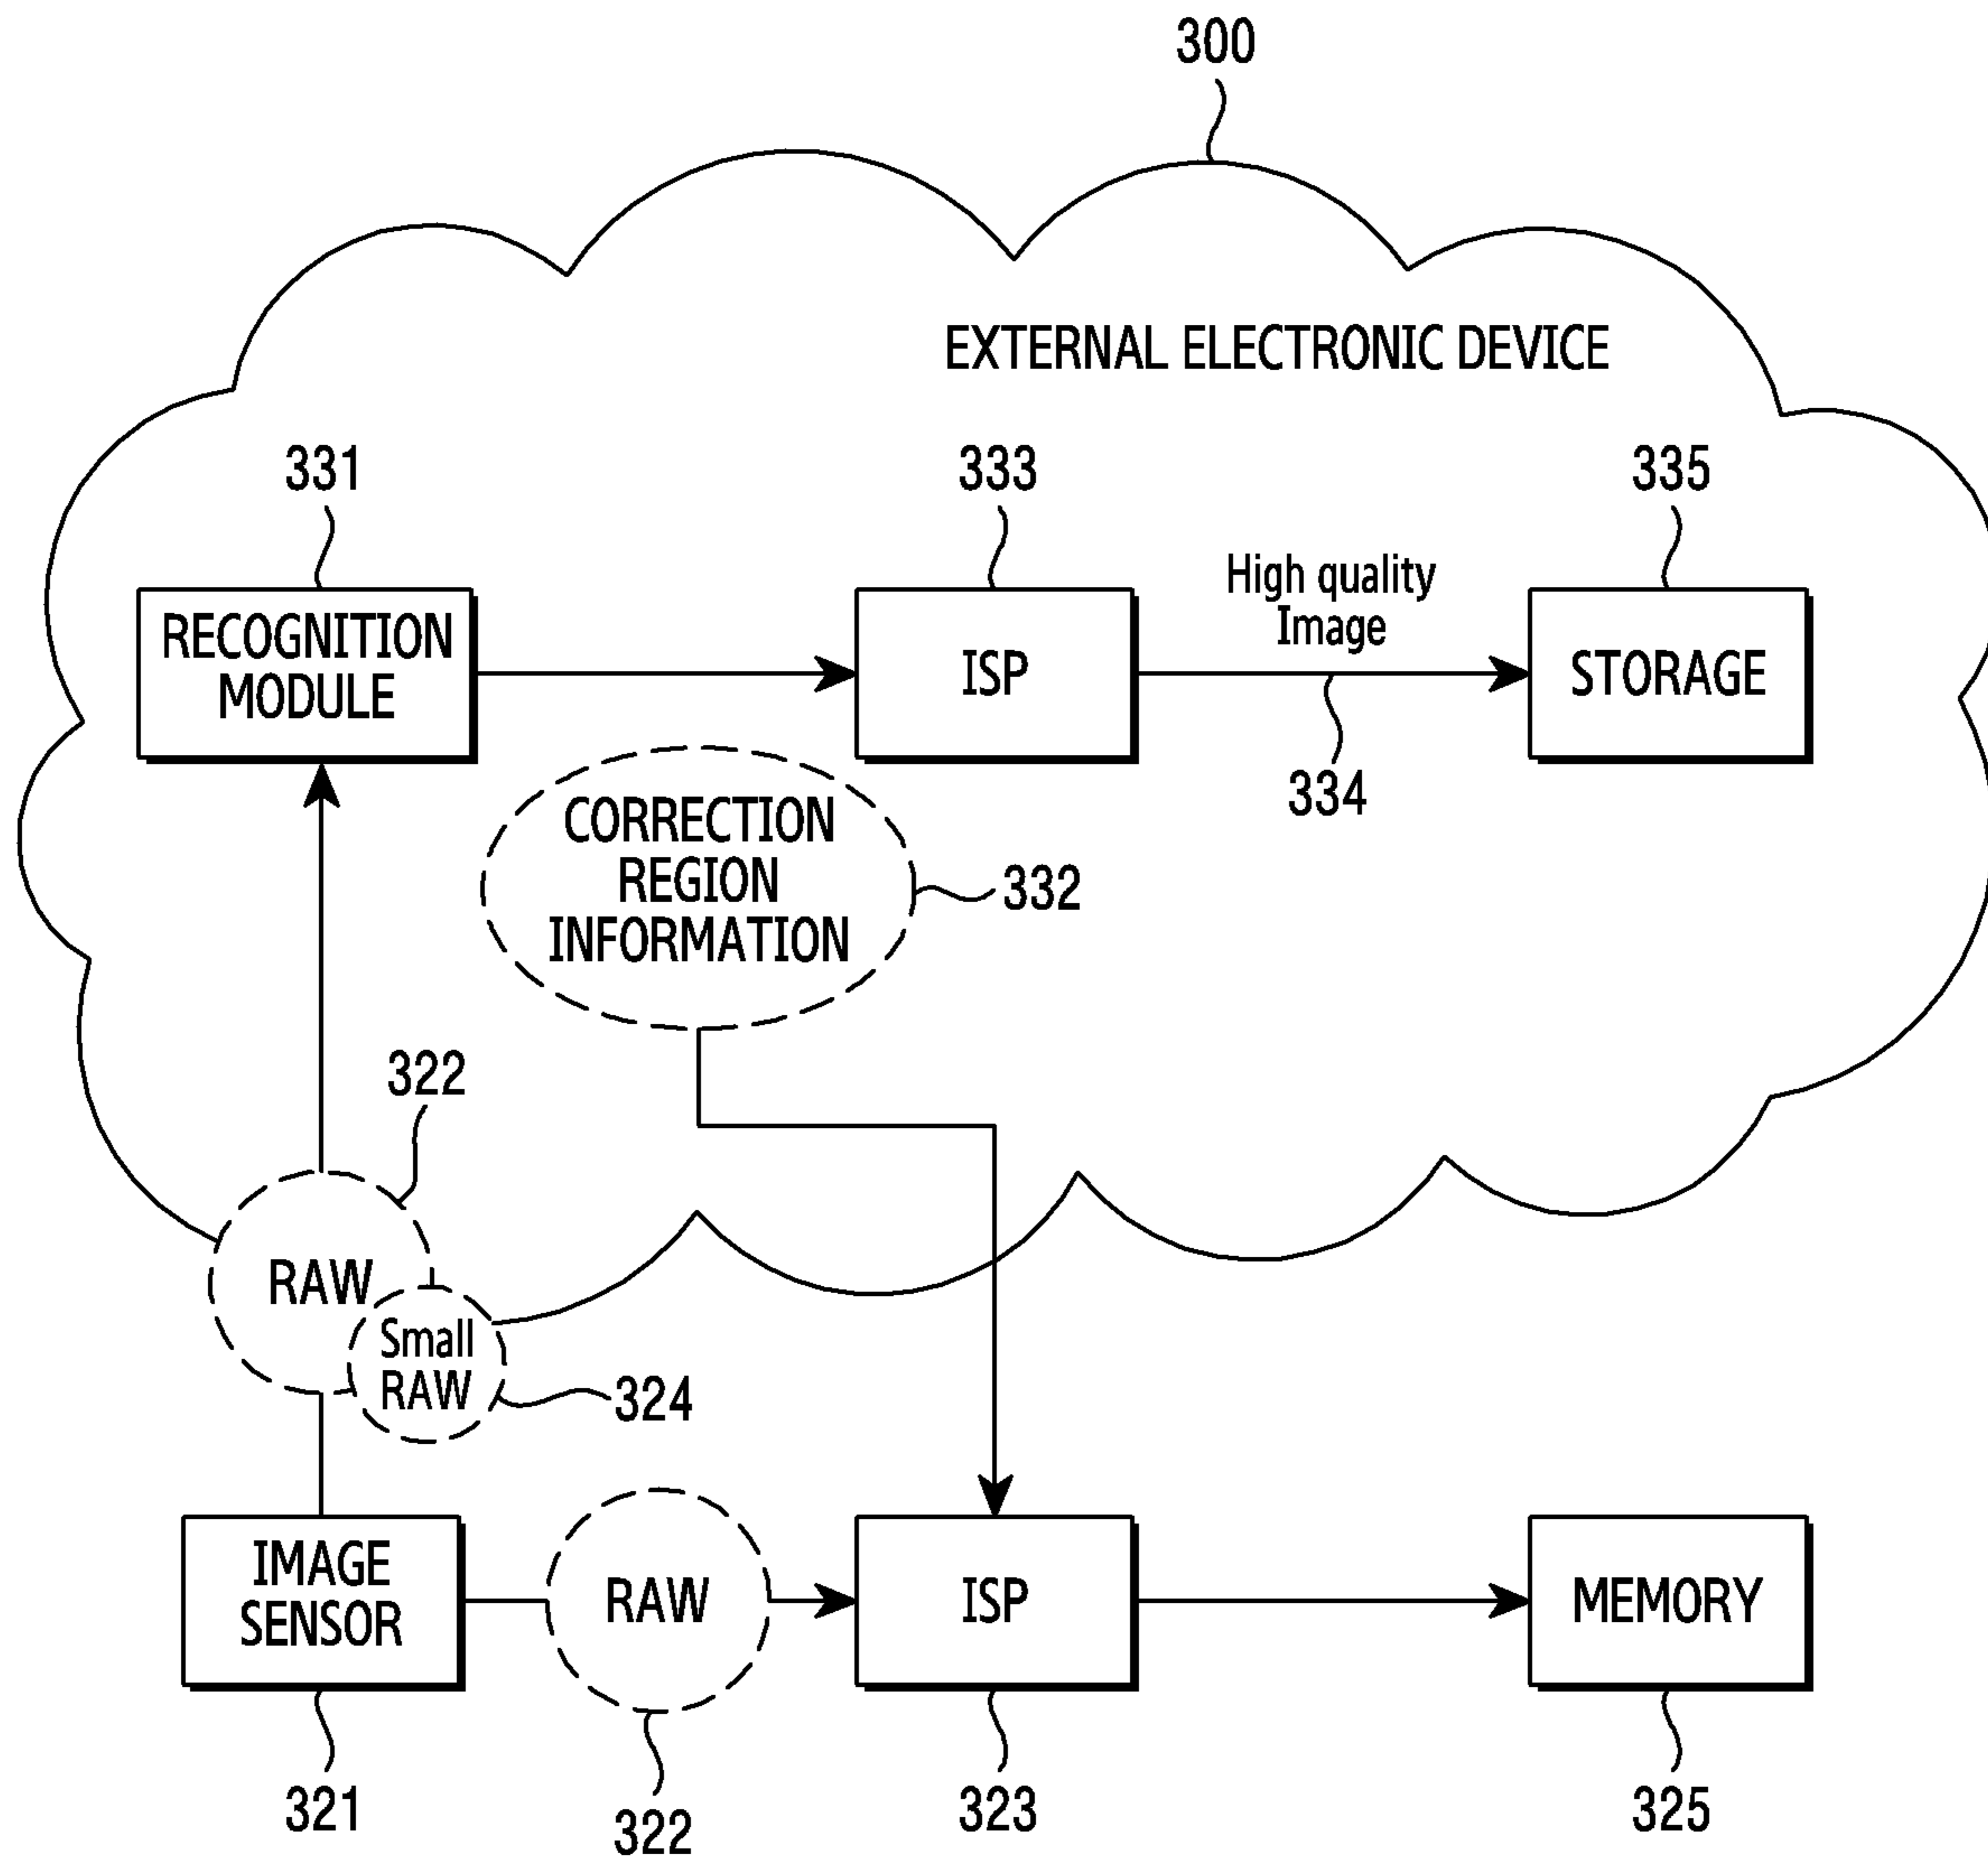 300
EXTERNAL ELECTRONIC DEVICE
331
333
335
RECOGNITION
MODULE
ISP
High quality
Image
STORAGE
334
CORRECTION
REGION
INFORMATION
332
322
RAW
Small
RAW
324
IMAGE
SENSOR
RAW
ISP
MEMORY
321
322
323
325